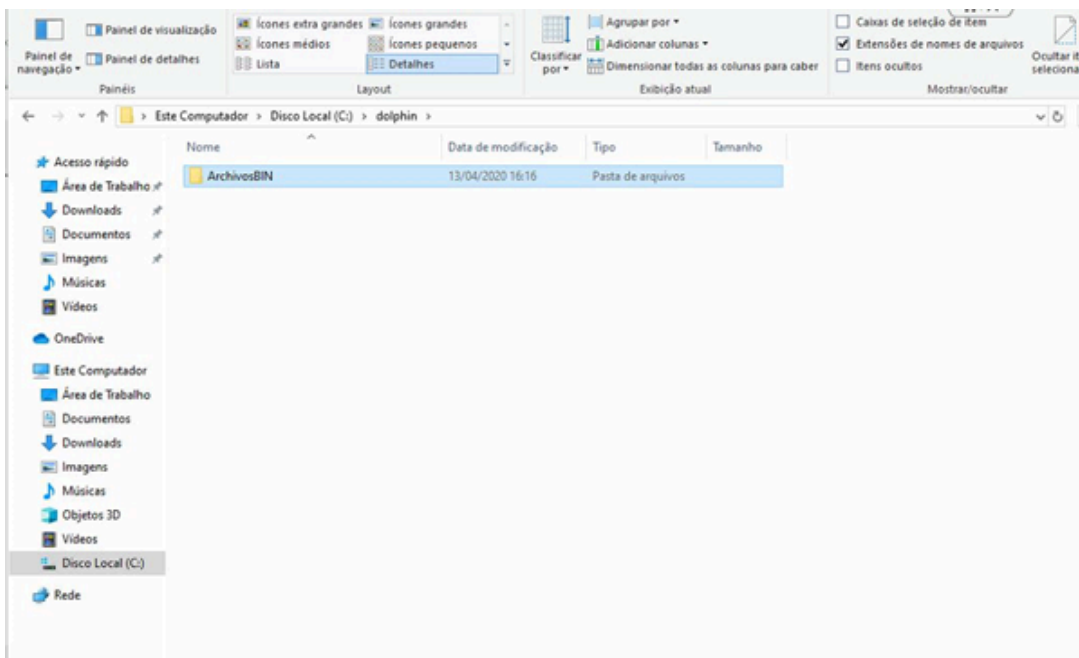 Painel de navegação
Painel de visualização
Painel de detalhes
Painéis
Ícones extra grandes
Ícones grandes
Ícones médios
Ícones pequenos
Lista
Detalhes
Layout
Classificar por
Agrupar por
Adicionar colunas
Dimensionar todas as colunas para caber
Exibição atual
Caixas de seleção de item
Extensões de nomes de arquivos
Itens ocultos
Ocultar
Mostrar/ocultar
Este Computador > Disco Local (C:) > dolphin >
Nome Data de modificação Tipo Tamanho
ArchivosBIN 13/04/2020 16:16 Pasta de arquivos
Acesso rápido
Área de Trabalho
Downloads
Documentos
Imagens
Músicas
Vídeos
OneDrive
Este Computador
Área de Trabalho
Documentos
Downloads
Imagens
Músicas
Objetos 3D
Vídeos
Disco Local (C:)
Rede